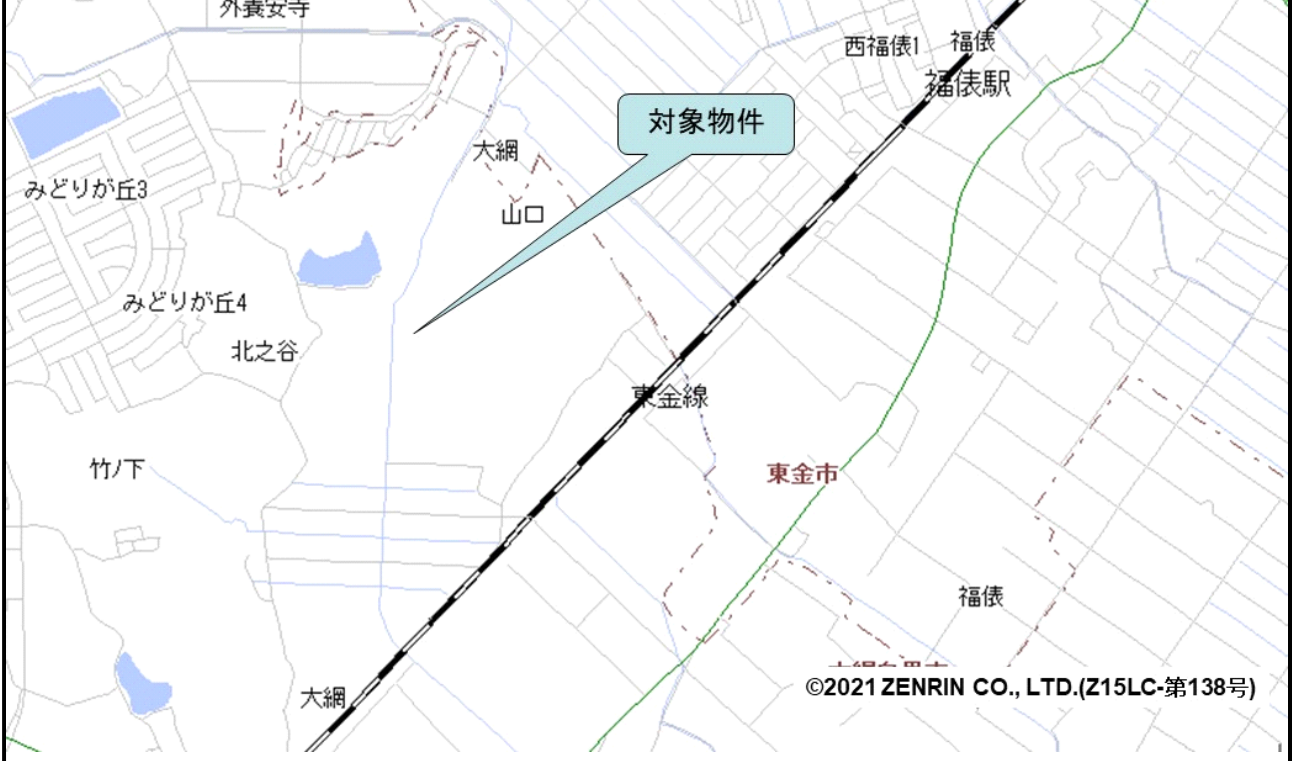 外養安寺
西福俵1
福俵
福俵駅
対象物件
大網
みどりが丘3
山口
みどりが丘4
北之谷
東金線
竹ノ下
東金市
福俵
大網
©2021 ZENRIN CO., LTD.(Z15LC-第138号)